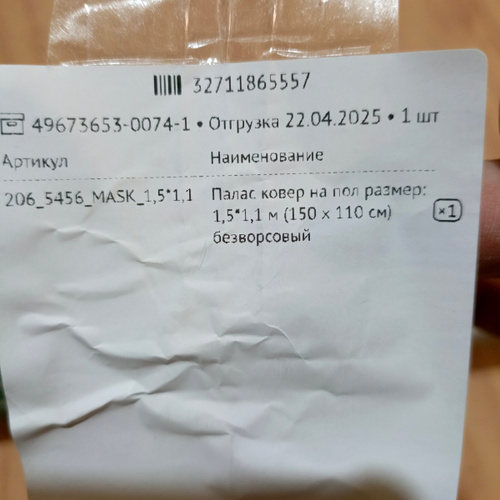 32711865557
49673653-0074-1 • Отгрузка 22.04.2025 • 1 шт
Артикул Наименование
206_5456_MASK_1,5*1,1 Палас ковер на пол размер:
1,5*1,1 м (150 x 110 см) ×1
безворсовый